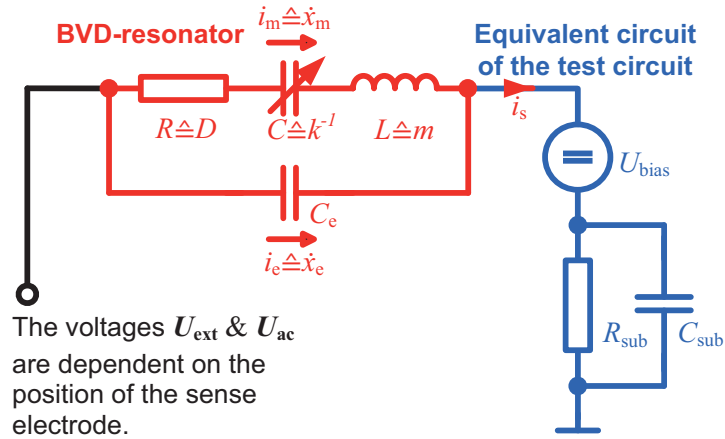 BVD-resonator
i_m≙ẋ_m
Equivalent circuit
of the test circuit
R≙D
C≙k^-1
L≙m
i_s
U_bias
C_e
i_e≙ẋ_e
R_sub
C_sub
The voltages U_ext & U_ac
are dependent on the
position of the sense
electrode.